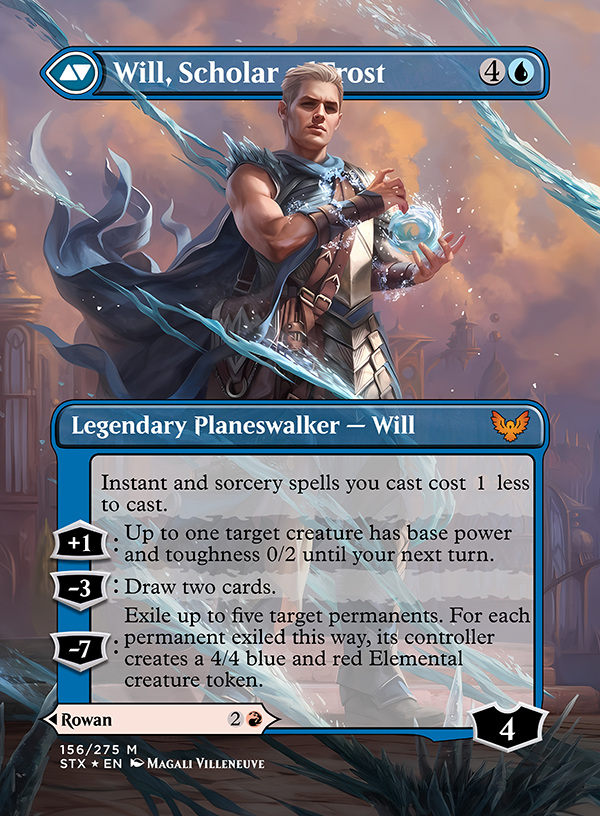 Will, Scholar of Frost
4
Legendary Planeswalker — Will
Instant and sorcery spells you cast cost 1 less
to cast.
+1 : Up to one target creature has base power
and toughness 0/2 until your next turn.
−3 : Draw two cards.
Exile up to five target permanents. For each
−7 : permanent exiled this way, its controller
creates a 4/4 blue and red Elemental
creature token.
Rowan 2
4
156/275 M
STX ★ EN Magali Villeneuve